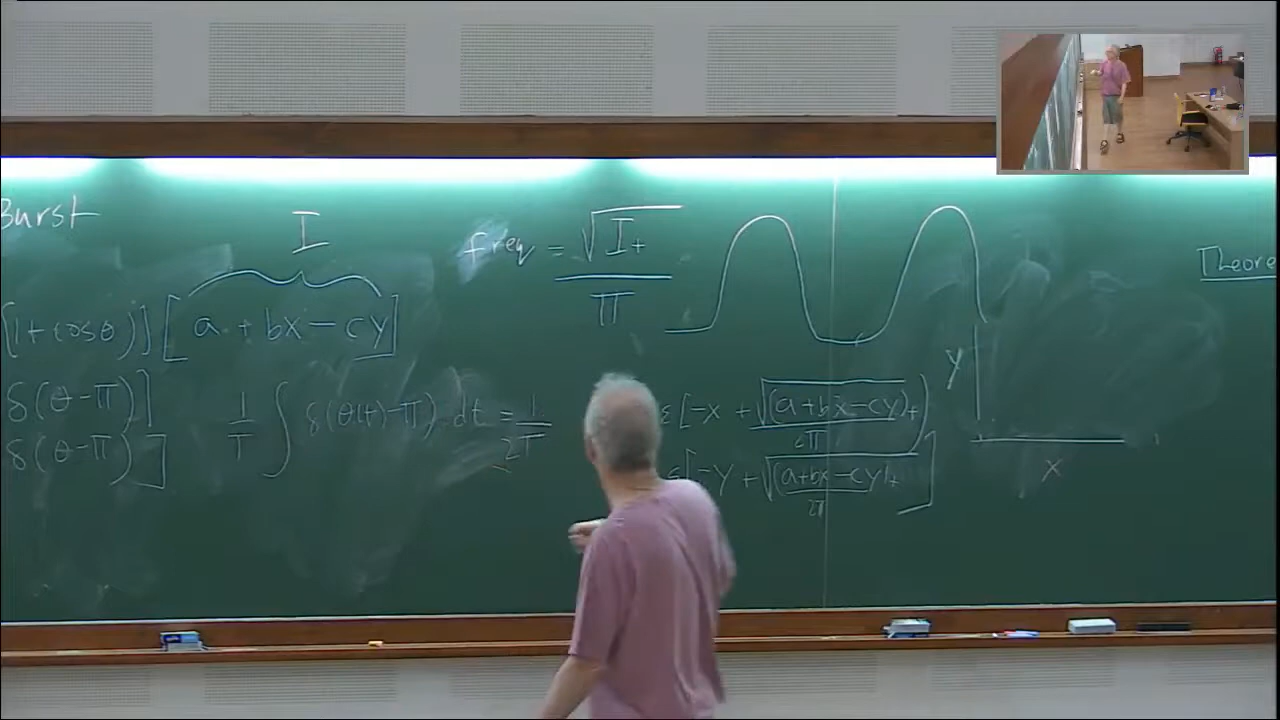 Burst
I
freq = √I₊ / π
[1+cosθ)] [a + bx − cy]
δ(θ−π)]
δ(θ−π)]
1/T ∫ δ(θ(t)−π) dt = 1/2T
ε[−x + √(a+bx−cy)₊ / 2π)
ε[−y + √(a+bx−cy)₊ / 2π]
y
x
Theore